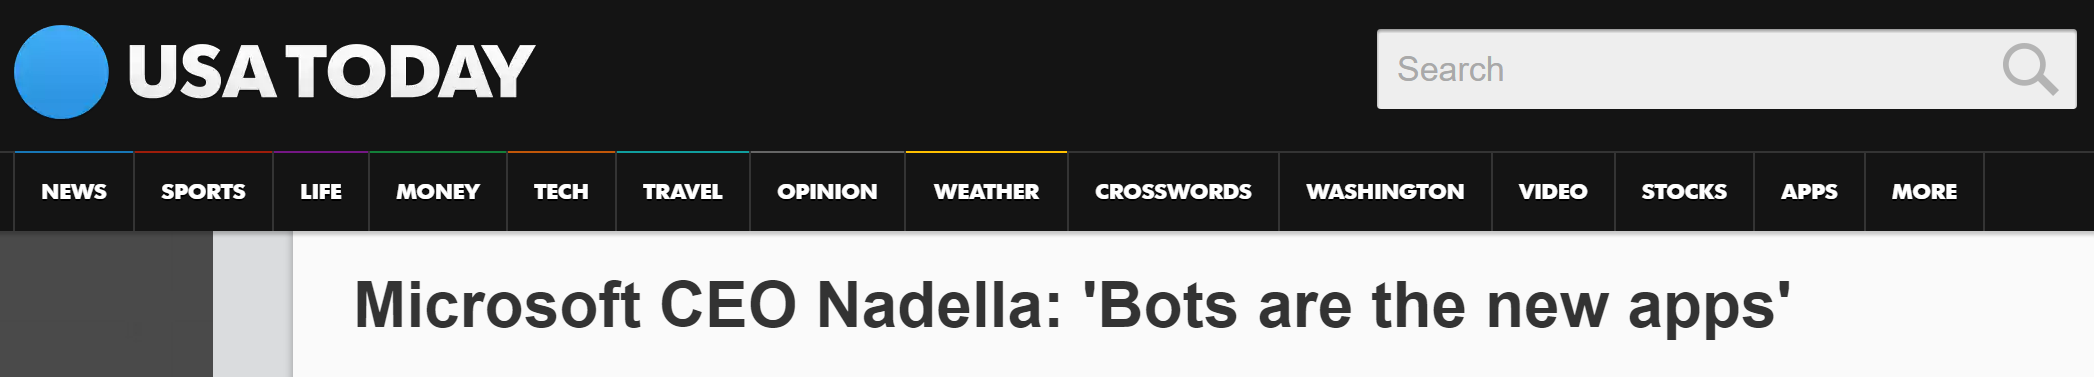 USA TODAY
Search
NEWS SPORTS LIFE MONEY TECH TRAVEL OPINION WEATHER CROSSWORDS WASHINGTON VIDEO STOCKS APPS MORE
Microsoft CEO Nadella: 'Bots are the new apps'